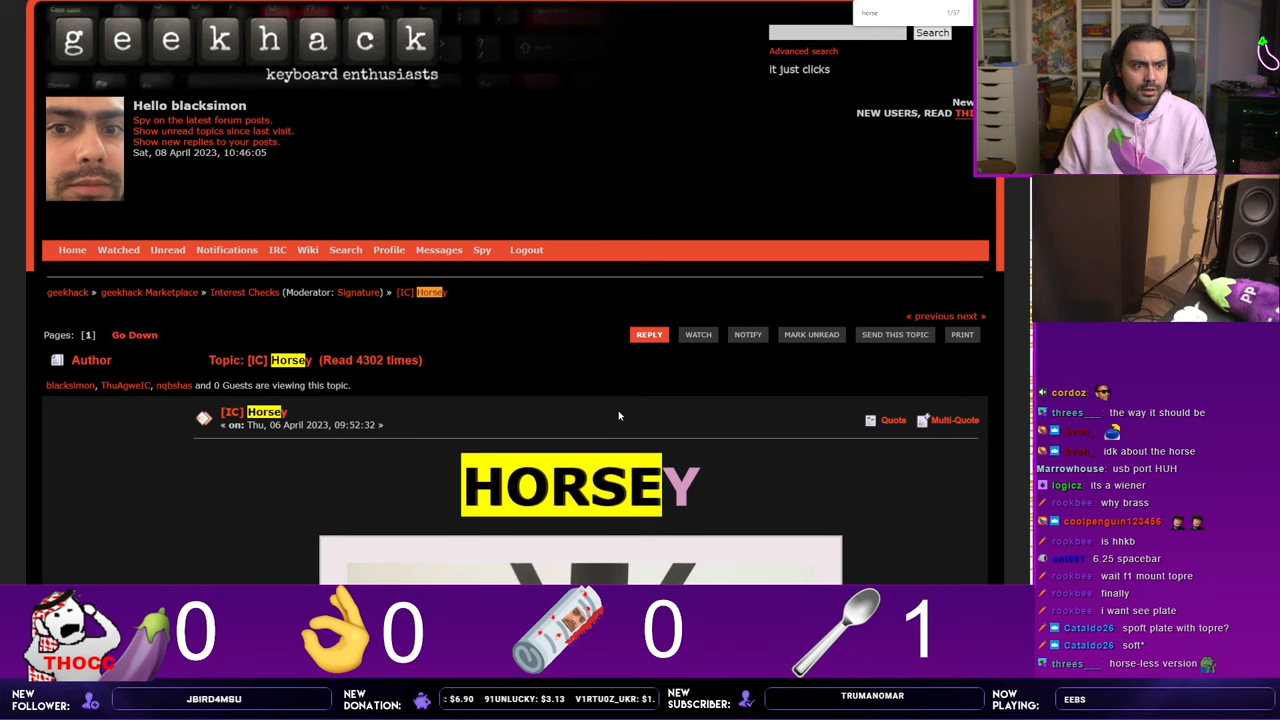 horse 1/57
geekhack
keyboard enthusiasts
Search
Advanced search
it just clicks
Hello blacksimon
Spy on the latest forum posts.
Show unread topics since last visit.
Show new replies to your posts.
Sat, 08 April 2023, 10:46:05
New
NEW USERS, READ THI
Home Watched Unread Notifications IRC Wiki Search Profile Messages Spy Logout
geekhack » geekhack Marketplace » Interest Checks (Moderator: Signature) » [IC] Horsey
« previous next »
Pages: [1] Go Down
REPLY WATCH NOTIFY MARK UNREAD SEND THIS TOPIC PRINT
Author Topic: [IC] Horsey (Read 4302 times)
blacksimon, ThuAgweIC, nqbshas and 0 Guests are viewing this topic.
[IC] Horsey
« on: Thu, 06 April 2023, 09:52:32 »
Quote Multi-Quote
HORSEY
PP
cordoz
threes___: the way it should be
idk about the horse
Marrowhouse: usb port HUH
logicz: its a wiener
rookbee: why brass
coolpenguin123456
rookbee: is hhkb
6.25 spacebar
rookbee: wait f1 mount topre
rookbee: finally
rookbee: i want see plate
Cataldo26: spoft plate with topre?
Cataldo26: soft*
threes___: horse-less version
THOCC 0
0
0
1
NEW FOLLOWER: JBIRD4MSU
NEW DONATION: : $6.90 91UNLUCKY: $3.13 V1RTU0Z_UKR: $1.
NEW SUBSCRIBER: TRUMANOMAR
NOW PLAYING: EEBS